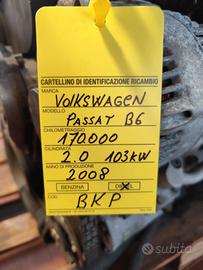 CARTELLINO DI IDENTIFICAZIONE RICAMBIO
MARCA
VOLKSWAGEN
MODELLO
PASSAT B6
CHILOMETRAGGIO
170000
CILINDRATA
2.0 103KW
ANNO DI PRODUZIONE
2008
BENZINA DIESEL
COD.
BKP
subito